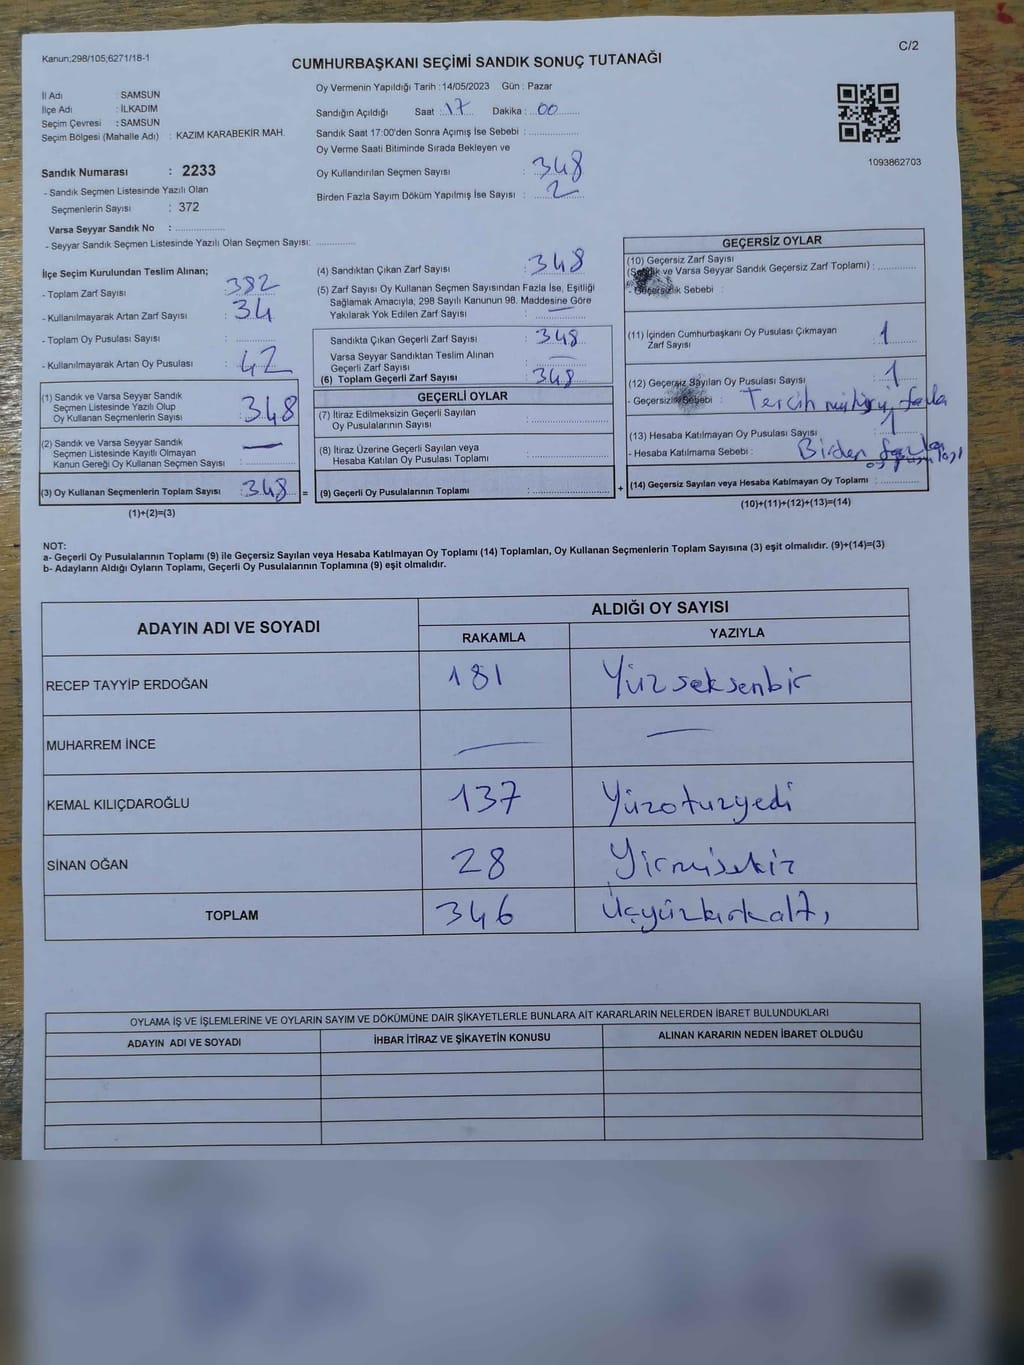 Kanun;298/105;6271/18-1
C/2
CUMHURBAŞKANI SEÇİMİ SANDIK SONUÇ TUTANAĞI
İl Adı : SAMSUN
İlçe Adı : İLKADIM
Seçim Çevresi : SAMSUN
Seçim Bölgesi (Mahalle Adı) : KAZIM KARABEKİR MAH.
Oy Vermenin Yapıldığı Tarih : 14/05/2023 Gün : Pazar
Sandığın Açıldığı Saat : 17 Dakika : 00
Sandık Saat 17:00'den Sonra Açımış İse Sebebi :
Oy Verme Saati Bitiminde Sırada Bekleyen ve
Oy Kullandırılan Seçmen Sayısı : 348
Birden Fazla Sayım Döküm Yapılmış İse Sayısı : 2
1093862703
Sandık Numarası : 2233
- Sandık Seçmen Listesinde Yazılı Olan
Seçmenlerin Sayısı : 372
Varsa Seyyar Sandık No :
- Seyyar Sandık Seçmen Listesinde Yazılı Olan Seçmen Sayısı:
İlçe Seçim Kurulundan Teslim Alınan;
- Toplam Zarf Sayısı : 382
- Kullanılmayarak Artan Zarf Sayısı : 34
- Toplam Oy Pusulası Sayısı :
- Kullanılmayarak Artan Oy Pusulası : 42
(1) Sandık ve Varsa Seyyar Sandık
Seçmen Listesinde Yazılı Olup
Oy Kullanan Seçmenlerin Sayısı : 348
(2) Sandık ve Varsa Seyyar Sandık
Seçmen Listesinde Kayıtlı Olmayan
Kanun Gereği Oy Kullanan Seçmen Sayısı : —
(3) Oy Kullanan Seçmenlerin Toplam Sayısı : 348
(1)+(2)=(3)
(4) Sandıktan Çıkan Zarf Sayısı : 348
(5) Zarf Sayısı Oy Kullanan Seçmen Sayısından Fazla İse, Eşitliği
Sağlamak Amacıyla, 298 Sayılı Kanunun 98. Maddesine Göre
Yakılarak Yok Edilen Zarf Sayısı : —
Sandıkta Çıkan Geçerli Zarf Sayısı : 348
Varsa Seyyar Sandıktan Teslim Alınan
Geçerli Zarf Sayısı : —
(6) Toplam Geçerli Zarf Sayısı : 348
GEÇERLİ OYLAR
(7) İtiraz Edilmeksizin Geçerli Sayılan
Oy Pusulalarının Sayısı :
(8) İtiraz Üzerine Geçerli Sayılan veya
Hesaba Katılan Oy Pusulası Toplamı :
= (9) Geçerli Oy Pusulalarının Toplamı :
GEÇERSİZ OYLAR
(10) Geçersiz Zarf Sayısı
(Sandık ve Varsa Seyyar Sandık Geçersiz Zarf Toplamı) :
- Geçersizlik Sebebi :
(11) İçinden Cumhurbaşkanı Oy Pusulası Çıkmayan
Zarf Sayısı : 1
(12) Geçersiz Sayılan Oy Pusulası Sayısı : 1
- Geçersizlik Sebebi : Tercih mührü fazla
(13) Hesaba Katılmayan Oy Pusulası Sayısı : 1
- Hesaba Katılmama Sebebi : Birden fazla
oy pusulası
+ (14) Geçersiz Sayılan veya Hesaba Katılmayan Oy Toplamı :
(10)+(11)+(12)+(13)=(14)
NOT:
a- Geçerli Oy Pusulalarının Toplamı (9) ile Geçersiz Sayılan veya Hesaba Katılmayan Oy Toplamı (14) Toplamları, Oy Kullanan Seçmenlerin Toplam Sayısına (3) eşit olmalıdır. (9)+(14)=(3)
b- Adayların Aldığı Oyların Toplamı, Geçerli Oy Pusulalarının Toplamına (9) eşit olmalıdır.
ADAYIN ADI VE SOYADI
ALDIĞI OY SAYISI
RAKAMLA YAZIYLA
RECEP TAYYİP ERDOĞAN 181 Yüzseksenbir
MUHARREM İNCE — —
KEMAL KILIÇDAROĞLU 137 Yüzotuzyedi
SİNAN OĞAN 28 Yirmisekiz
TOPLAM 346 Üçyüzkırkaltı
OYLAMA İŞ VE İŞLEMLERİNE VE OYLARIN SAYIM VE DÖKÜMÜNE DAİR ŞİKAYETLERLE BUNLARA AİT KARARLARIN NELERDEN İBARET BULUNDUKLARI
ADAYIN ADI VE SOYADI İHBAR İTİRAZ VE ŞİKAYETİN KONUSU ALINAN KARARIN NEDEN İBARET OLDUĞU